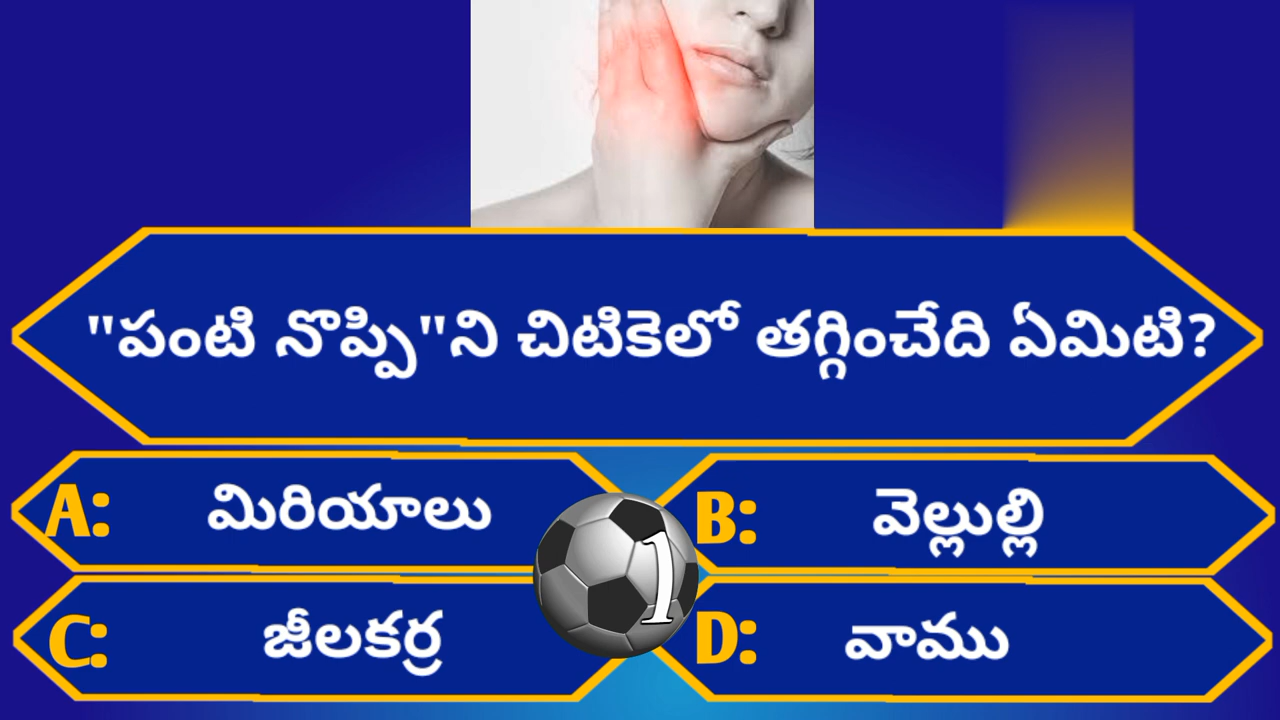 "పంటి నొప్పి"ని చిటికెలో తగ్గించేది ఏమిటి?
A: మిరియాలు
B: వెల్లుల్లి
1
C: జీలకర్ర
D: వాము